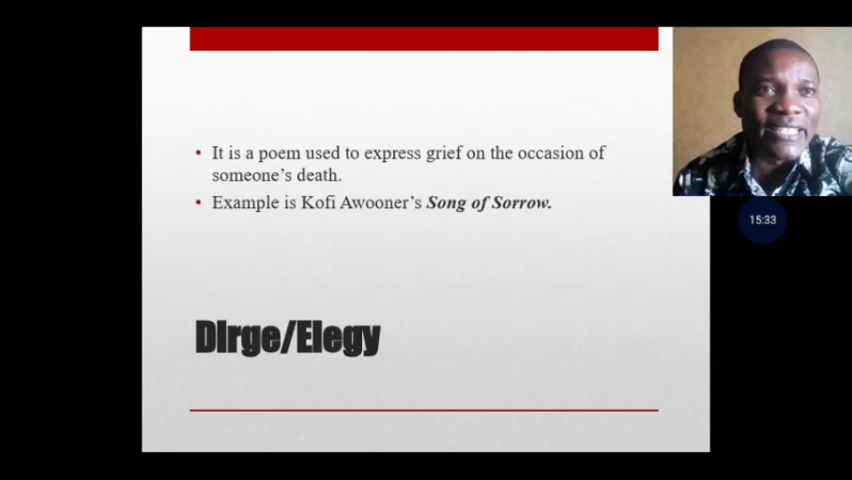 • It is a poem used to express grief on the occasion of
someone's death.
• Example is Kofi Awooner's Song of Sorrow.
15:33
Dirge/Elegy